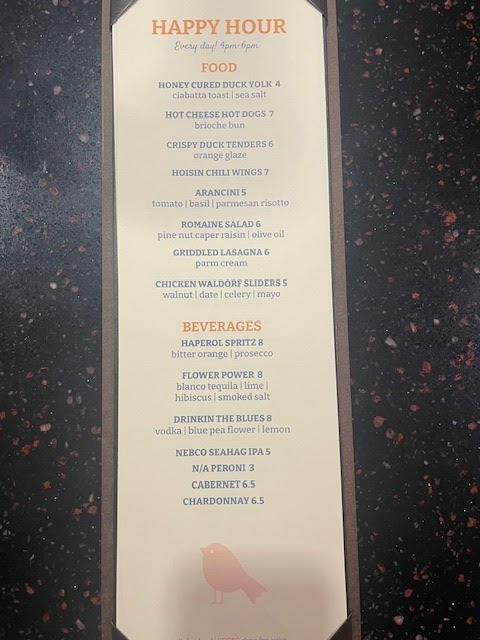 HAPPY HOUR
Every day! 4pm-6pm
FOOD
HONEY CURED DUCK YOLK 4
ciabatta toast | sea salt
HOT CHEESE HOT DOGS 7
brioche bun
CRISPY DUCK TENDERS 6
orange glaze
HOISIN CHILI WINGS 7
ARANCINI 5
tomato | basil | parmesan risotto
ROMAINE SALAD 6
pine nut caper raisin | olive oil
GRIDDLED LASAGNA 6
parm cream
CHICKEN WALDORF SLIDERS 5
walnut | date | celery | mayo
BEVERAGES
HAPEROL SPRITZ 8
bitter orange | prosecco
FLOWER POWER 8
blanco tequila | lime |
hibiscus | smoked salt
DRINKIN THE BLUES 8
vodka | blue pea flower | lemon
NEBCO SEAHAG IPA 5
N/A PERONI 3
CABERNET 6.5
CHARDONNAY 6.5